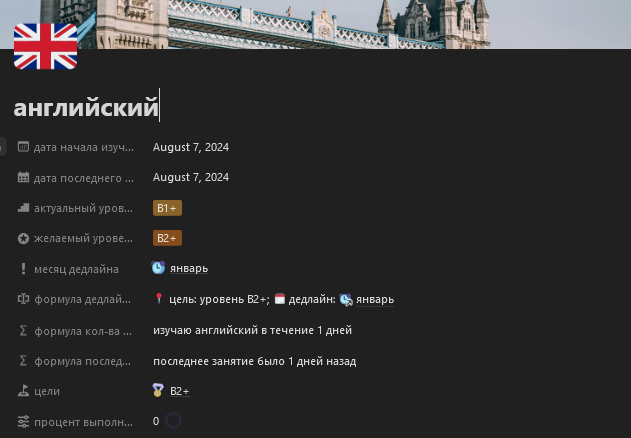 английский
дата начала изуч... August 7, 2024
дата последнего ... August 7, 2024
актуальный уров... B1+
желаемый урове... B2+
месяц дедлайна январь
формула дедлай... цель: уровень B2+; дедлайн: январь
формула кол-ва ... изучаю английский в течение 1 дней
формула послед... последнее занятие было 1 дней назад
цели B2+
процент выполн... 0